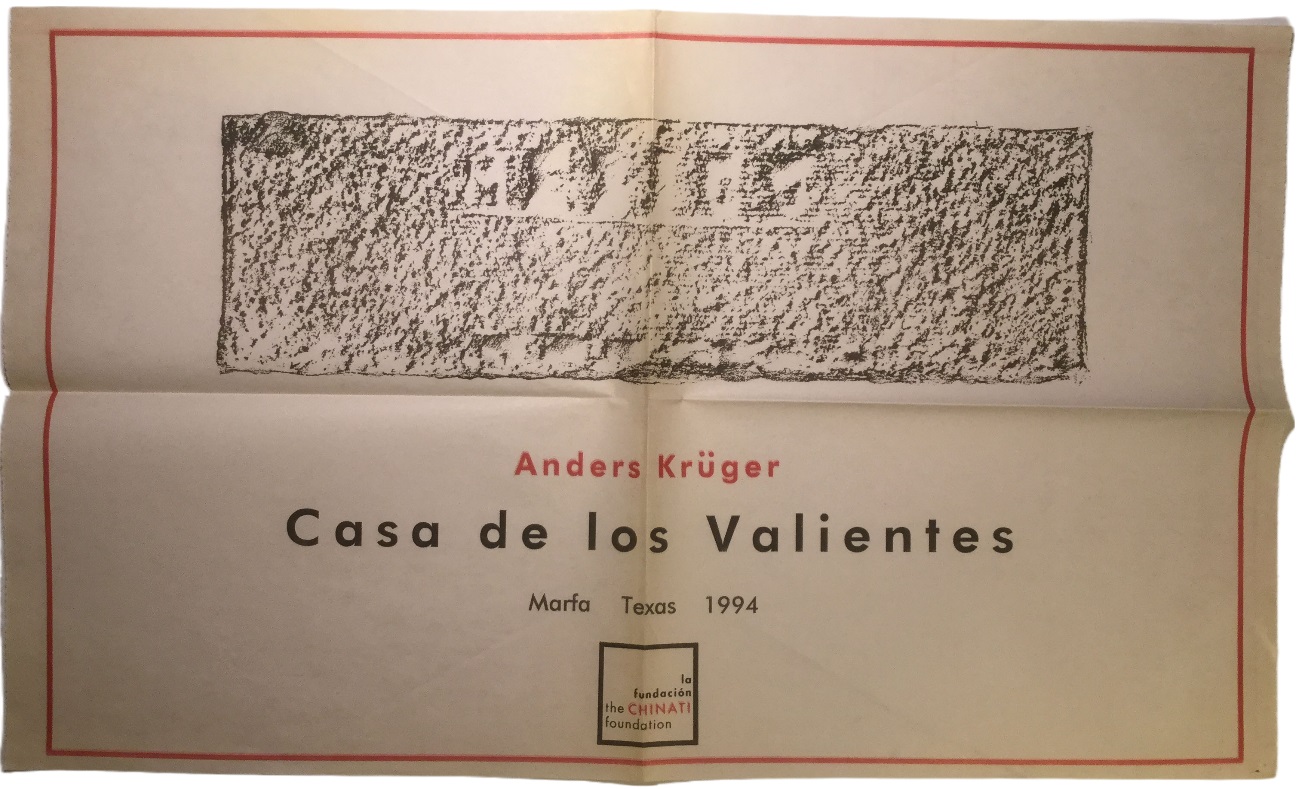 Anders Krüger
Casa de los Valientes
Marfa Texas 1994
la
fundación
the CHINATI
foundation